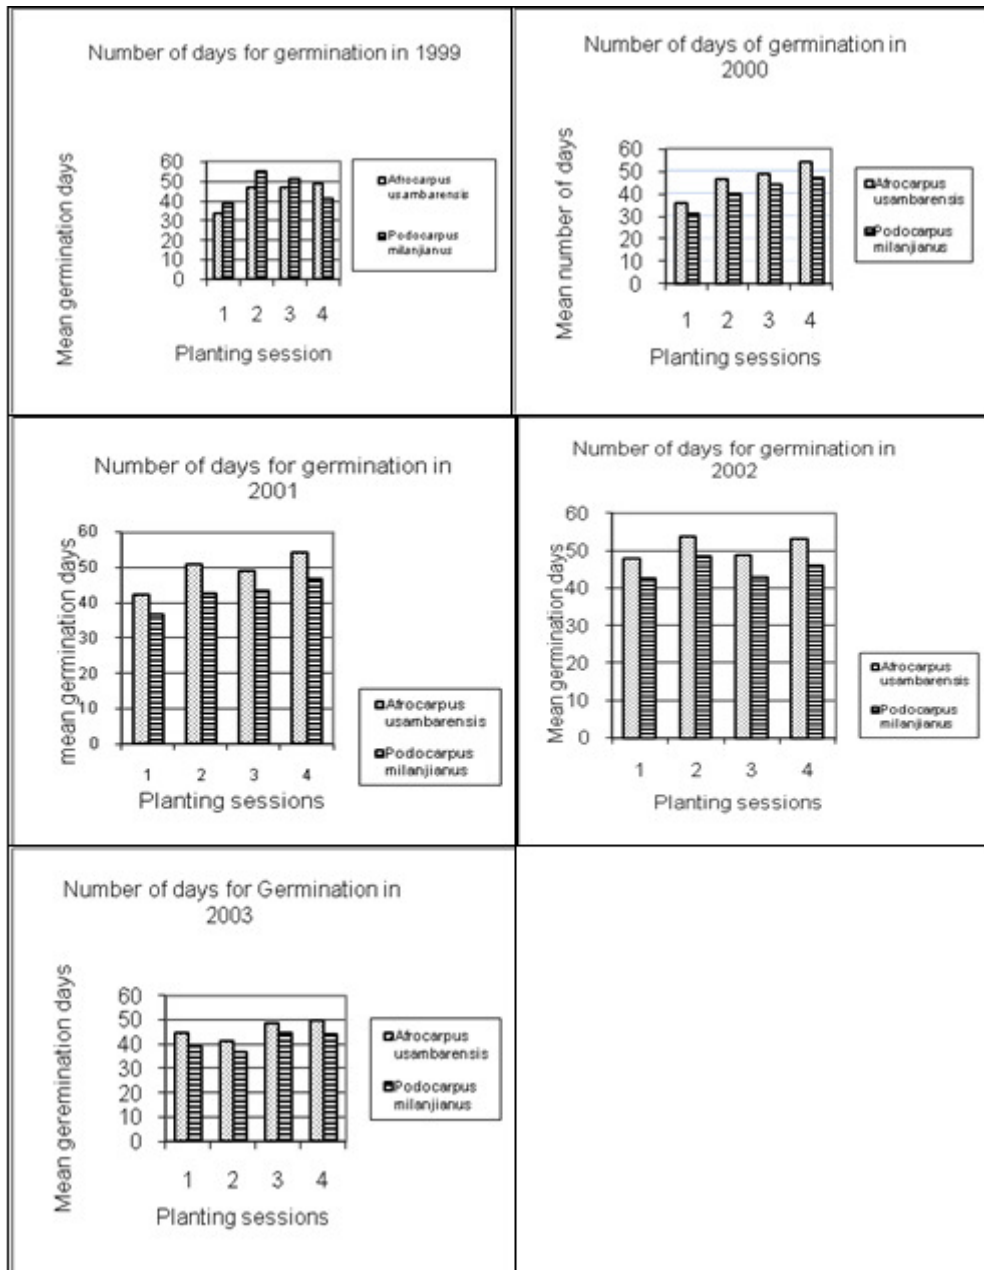 Number of days for germination in 1999
Mean germination days
60
50
40
30
20
10
0
1 2 3 4
Planting session
Afrocarpus
usambarensis
Podocarpus
milanjianus
Number of days of germination in
2000
Mean number of days
60
50
40
30
20
10
0
1 2 3 4
Planting sessions
Afrocarpus
usambarensis
Podocarpus
milanjianus
Number of days for germination in
2001
mean germination days
60
50
40
30
20
10
0
1 2 3 4
Planting sessions
Afrocarpus
usambarensis
Podocarpus
milanjianus
Number of days for germination in
2002
Mean germination days
60
50
40
30
20
10
0
1 2 3 4
Planting sessions
Afrocarpus
usambarensis
Podocarpus
milanjianus
Number of days for Germination in
2003
Mean geremination days
60
50
40
30
20
10
0
1 2 3 4
Planting sessions
Afrocarpus
usambarensis
Podocarpus
milanjianus